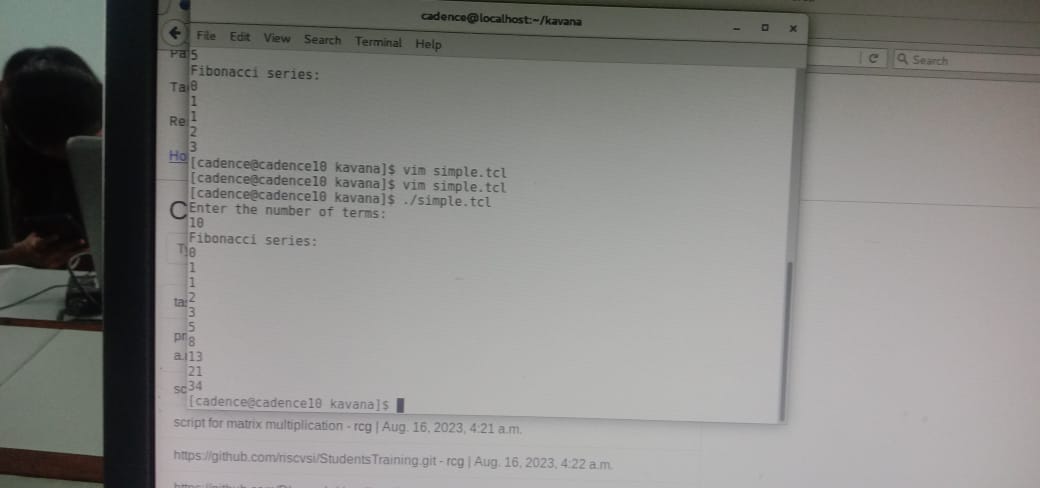 cadence@localhost:~/kavana
File Edit View Search Terminal Help
Search
5
Fibonacci series:
0
1
1
2
3
[cadence@cadence10 kavana]$ vim simple.tcl
[cadence@cadence10 kavana]$ vim simple.tcl
[cadence@cadence10 kavana]$ ./simple.tcl
Enter the number of terms:
10
Fibonacci series:
0
1
1
2
3
5
8
13
21
34
[cadence@cadence10 kavana]$
Pa
Ta
Re
Ho
C
T
ta
pr
a.
sc
script for matrix multiplication - rcg | Aug. 16, 2023, 4:21 a.m.
https://github.com/riscvsi/StudentsTraining.git - rcg | Aug. 16, 2023, 4:22 a.m.